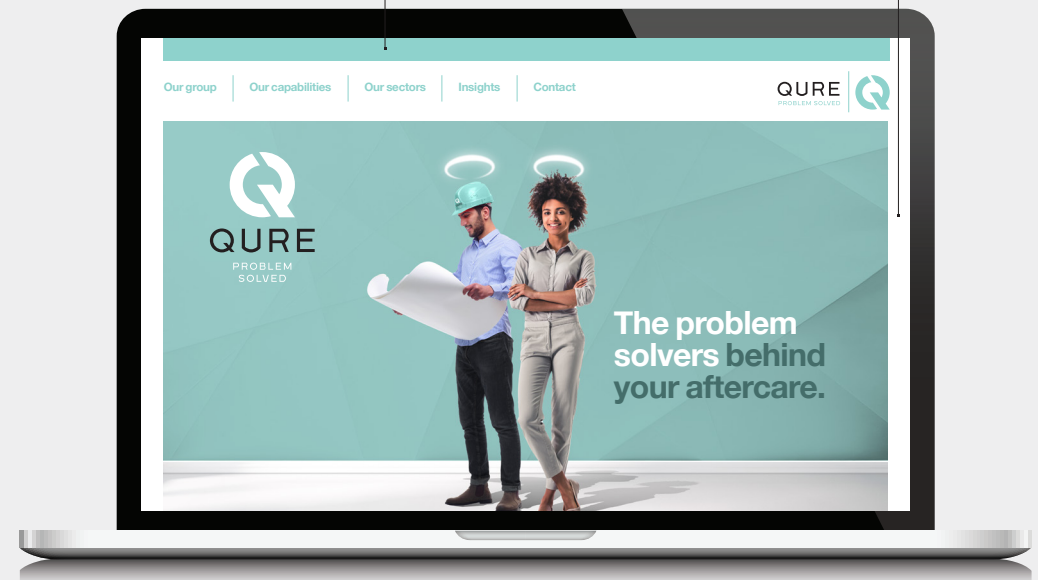 Our group
Our capabilities
Our sectors
Insights
Contact
QURE
PROBLEM SOLVED
QURE
PROBLEM
SOLVED
The problem
solvers behind
your aftercare.